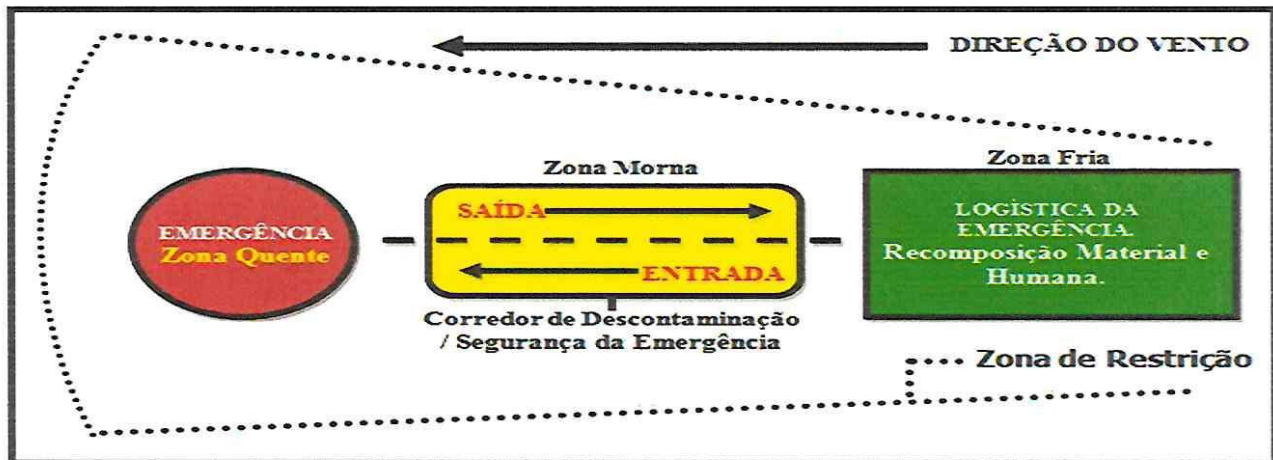 DIREÇÃO DO VENTO
Zona Morna
Zona Fria
SAÍDA
ENTRADA
EMERGÊNCIA
Zona Quente
LOGÍSTICA DA
EMERGÊNCIA.
Recomposição Material e
Humana.
Corredor de Descontaminação
/ Segurança da Emergência
Zona de Restrição